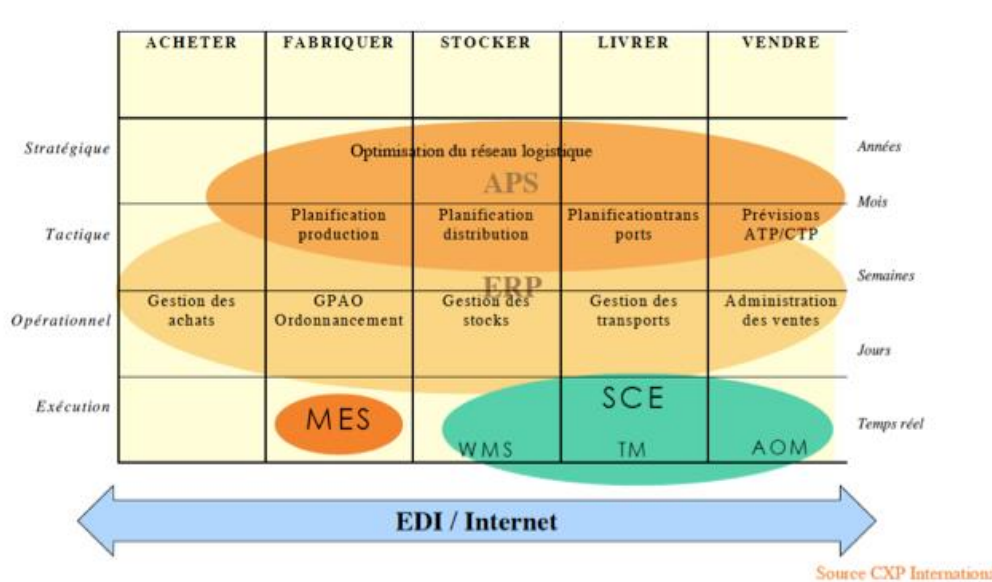 ACHETER FABRIQUER STOCKER LIVRER VENDRE
Stratégique
Optimisation du réseau logistique
Années
APS
Mois
Tactique
Planification
production
Planification
distribution
Planificationtrans
ports
Prévisions
ATP/CTP
Semaines
ERP
Opérationnel
Gestion des
achats
GPAO
Ordonnancement
Gestion des
stocks
Gestion des
transports
Administration
des ventes
Jours
Exécution
MES
SCE
Temps réel
WMS TM AOM
EDI / Internet
Source CXP International